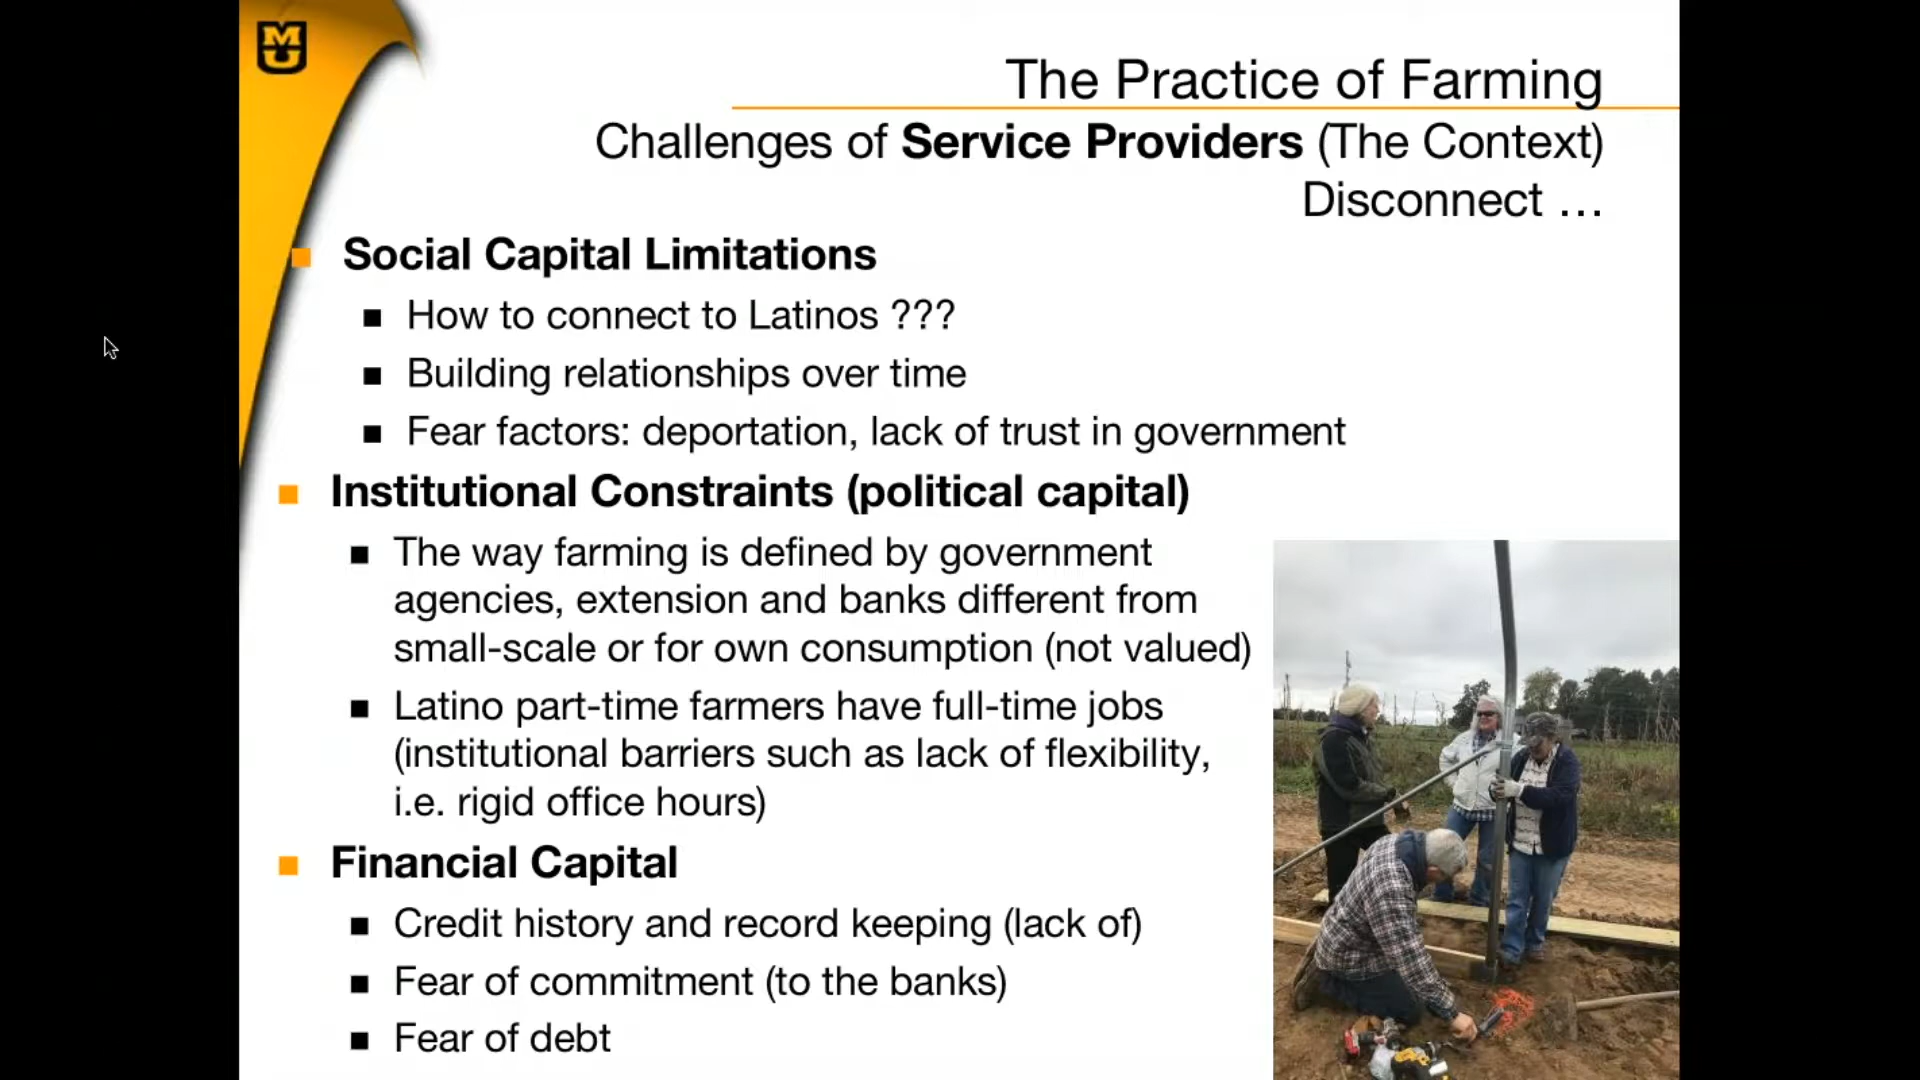 MU
The Practice of Farming
Challenges of Service Providers (The Context)
Disconnect ...
Social Capital Limitations
How to connect to Latinos ???
Building relationships over time
Fear factors: deportation, lack of trust in government
Institutional Constraints (political capital)
The way farming is defined by government
agencies, extension and banks different from
small-scale or for own consumption (not valued)
Latino part-time farmers have full-time jobs
(institutional barriers such as lack of flexibility,
i.e. rigid office hours)
Financial Capital
Credit history and record keeping (lack of)
Fear of commitment (to the banks)
Fear of debt